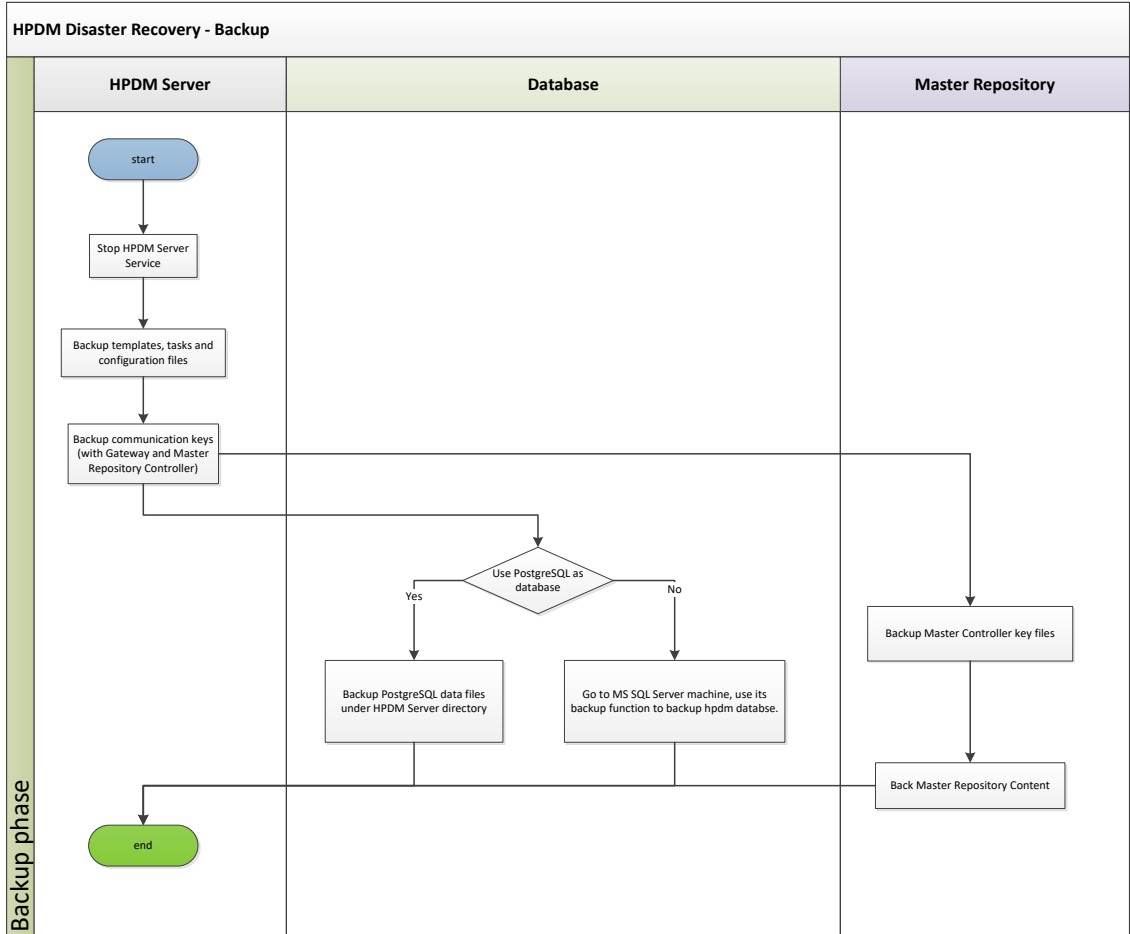 HPDM Disaster Recovery - Backup
HPDM Server
Database
Master Repository
start
Stop HPDM Server
Service
Backup templates, tasks and
configuration files
Backup communication keys
(with Gateway and Master
Repository Controller)
Use PostgreSQL as
database
Yes
No
Backup Master Controller key files
Backup PostgreSQL data files
under HPDM Server directory
Go to MS SQL Server machine, use its
backup function to backup hpdm databse.
Back Master Repository Content
end
Backup phase